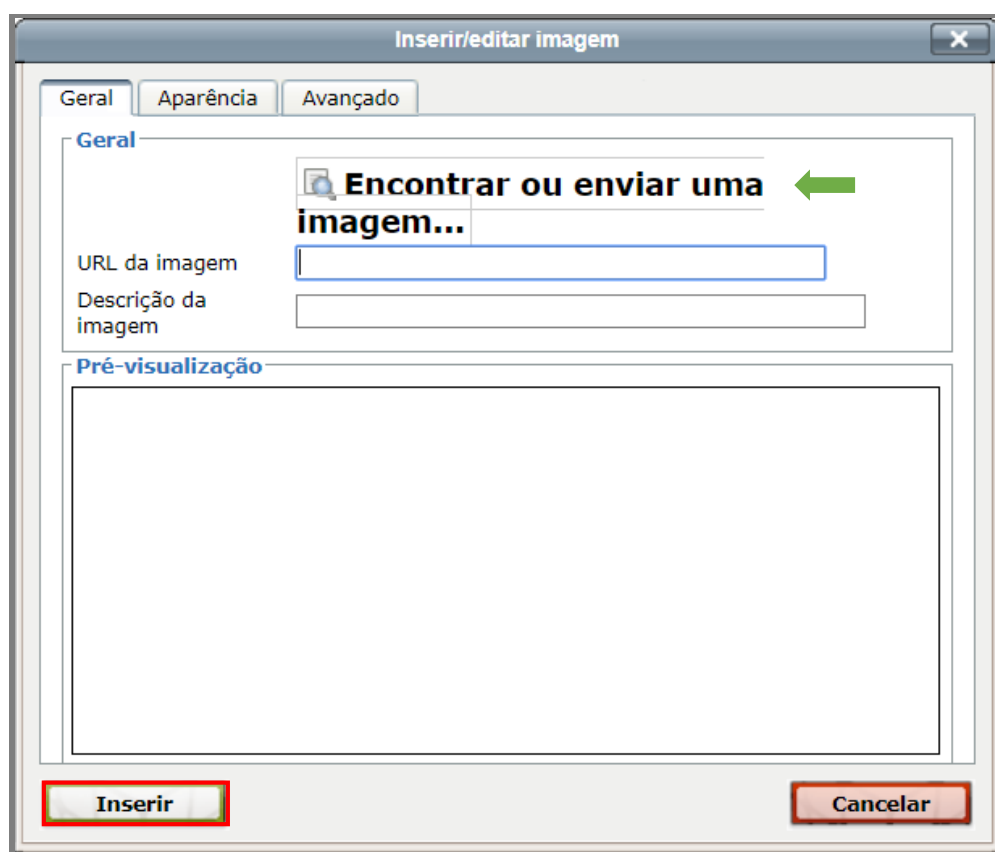 Inserir/editar imagem
Geral Aparência Avançado
Geral
Encontrar ou enviar uma
imagem...
URL da imagem
Descrição da
imagem
Pré-visualização
Inserir Cancelar